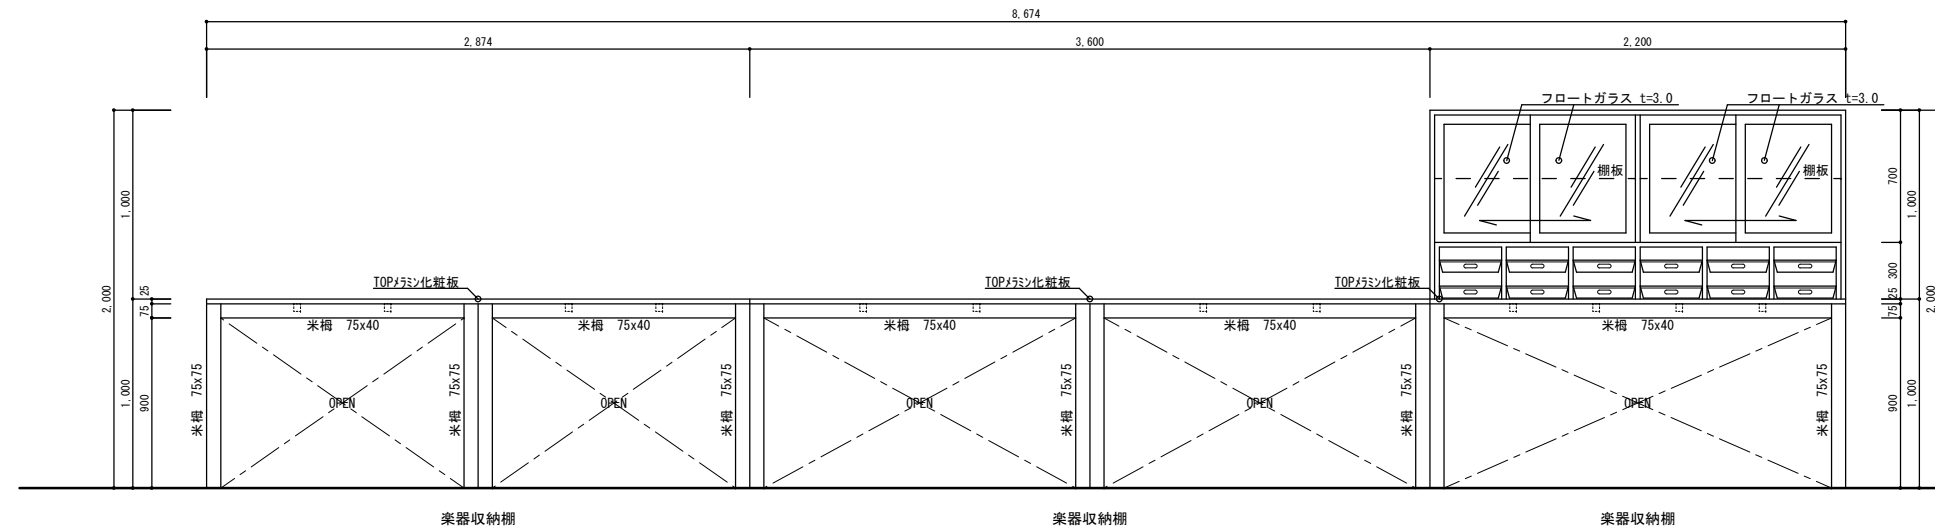 8,674
2,874
3,600
2,200
フロートガラス t=3.0
フロートガラス t=3.0
棚板
棚板
700
1,000
1,000
2,000
300
25
75
900
1,000
2,000
25
75
1,000
900
TOPメラミン化粧板
TOPメラミン化粧板
TOPメラミン化粧板
米栂 75x40
米栂 75x40
米栂 75x40
米栂 75x40
米栂 75x40
米栂 75x75
米栂 75x75
米栂 75x75
米栂 75x75
米栂 75x75
米栂 75x75
OPEN
OPEN
OPEN
OPEN
OPEN
楽器収納棚
楽器収納棚
楽器収納棚